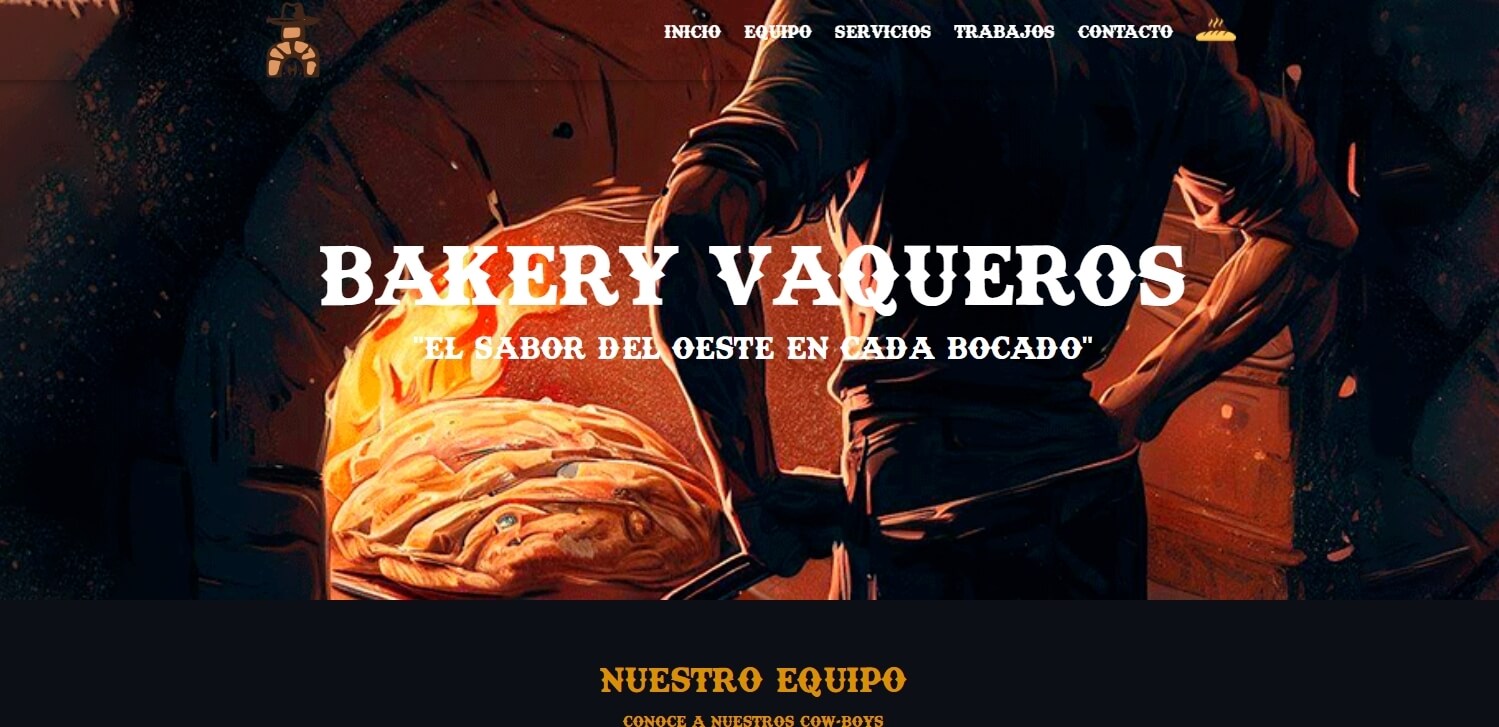 INICIO EQUIPO SERVICIOS TRABAJOS CONTACTO
BAKERY VAQUEROS
"EL SABOR DEL OESTE EN CADA BOCADO"
NUESTRO EQUIPO
CONOCE A NUESTROS COW-BOYS